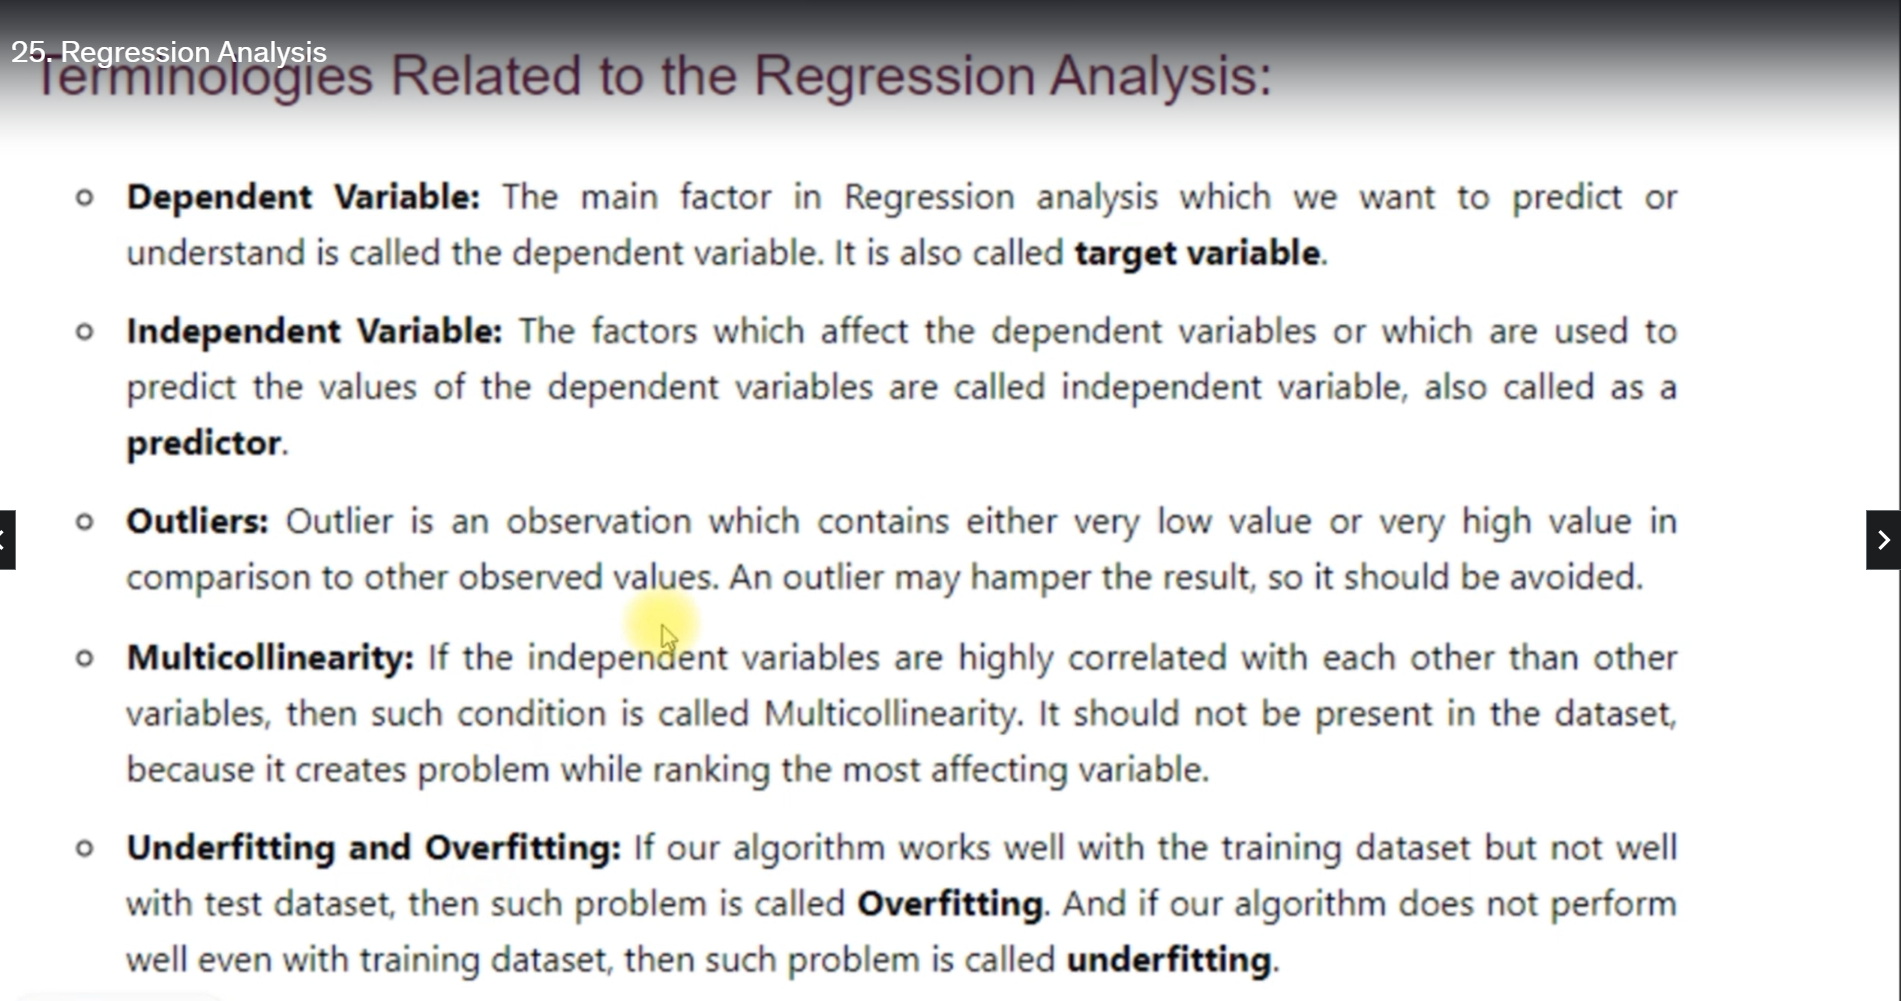 25. Regression Analysis
Terminologies Related to the Regression Analysis:
Dependent Variable: The main factor in Regression analysis which we want to predict or
understand is called the dependent variable. It is also called target variable.
Independent Variable: The factors which affect the dependent variables or which are used to
predict the values of the dependent variables are called independent variable, also called as a
predictor.
Outliers: Outlier is an observation which contains either very low value or very high value in
comparison to other observed values. An outlier may hamper the result, so it should be avoided.
Multicollinearity: If the independent variables are highly correlated with each other than other
variables, then such condition is called Multicollinearity. It should not be present in the dataset,
because it creates problem while ranking the most affecting variable.
Underfitting and Overfitting: If our algorithm works well with the training dataset but not well
with test dataset, then such problem is called Overfitting. And if our algorithm does not perform
well even with training dataset, then such problem is called underfitting.